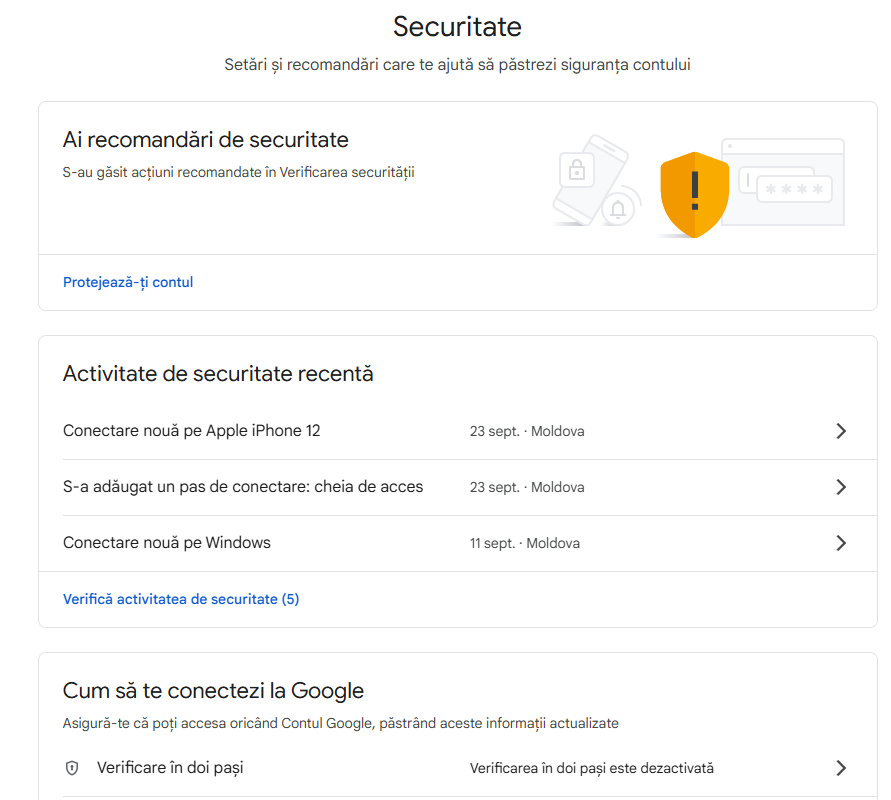 Securitate
Setări și recomandări care te ajută să păstrezi siguranța contului
Ai recomandări de securitate
S-au găsit acțiuni recomandate în Verificarea securității
Protejează-ți contul
Activitate de securitate recentă
Conectare nouă pe Apple iPhone 12 23 sept. · Moldova
S-a adăugat un pas de conectare: cheia de acces 23 sept. · Moldova
Conectare nouă pe Windows 11 sept. · Moldova
Verifică activitatea de securitate (5)
Cum să te conectezi la Google
Asigură-te că poți accesa oricând Contul Google, păstrând aceste informații actualizate
Verificare în doi pași Verificarea în doi pași este dezactivată